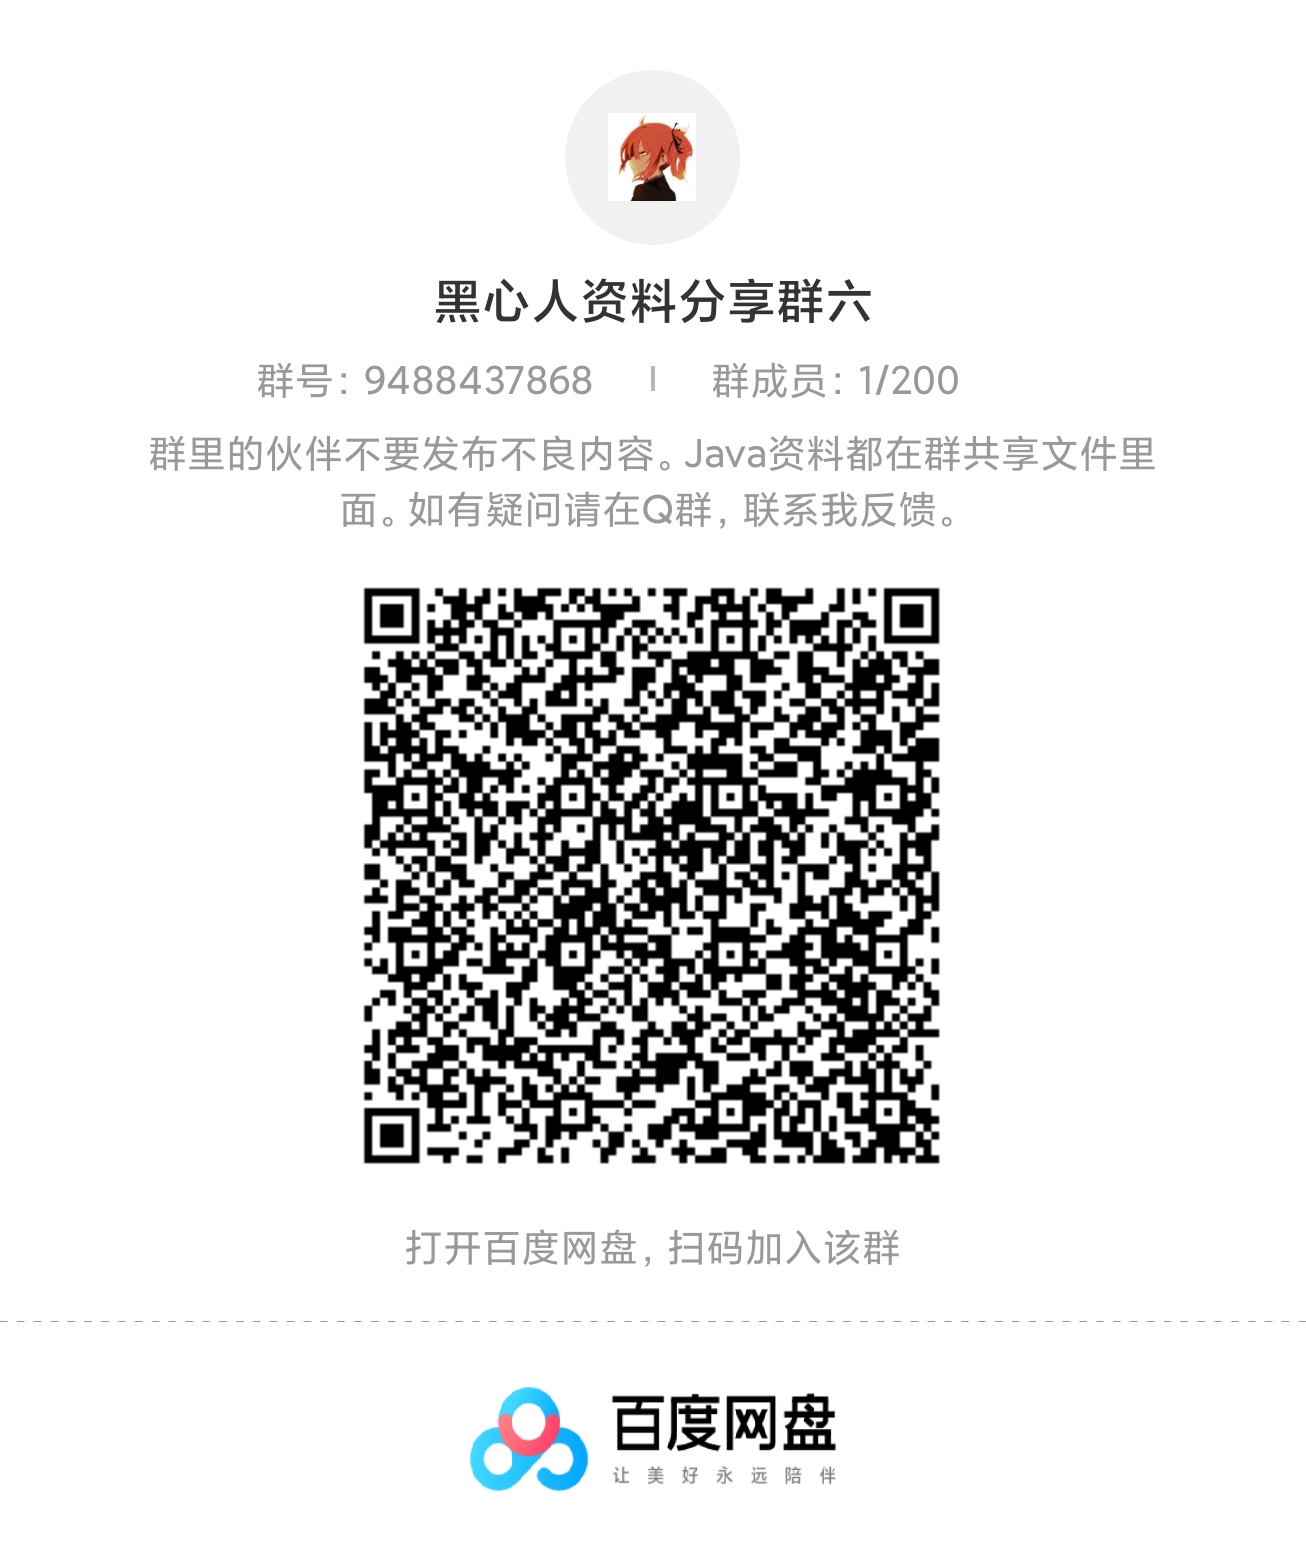 黑心人资料分享群六
群号：9488437868 | 群成员：1/200
群里的伙伴不要发布不良内容。Java资料都在群共享文件里
面。如有疑问请在Q群，联系我反馈。
打开百度网盘，扫码加入该群
百度网盘
让美好永远陪伴